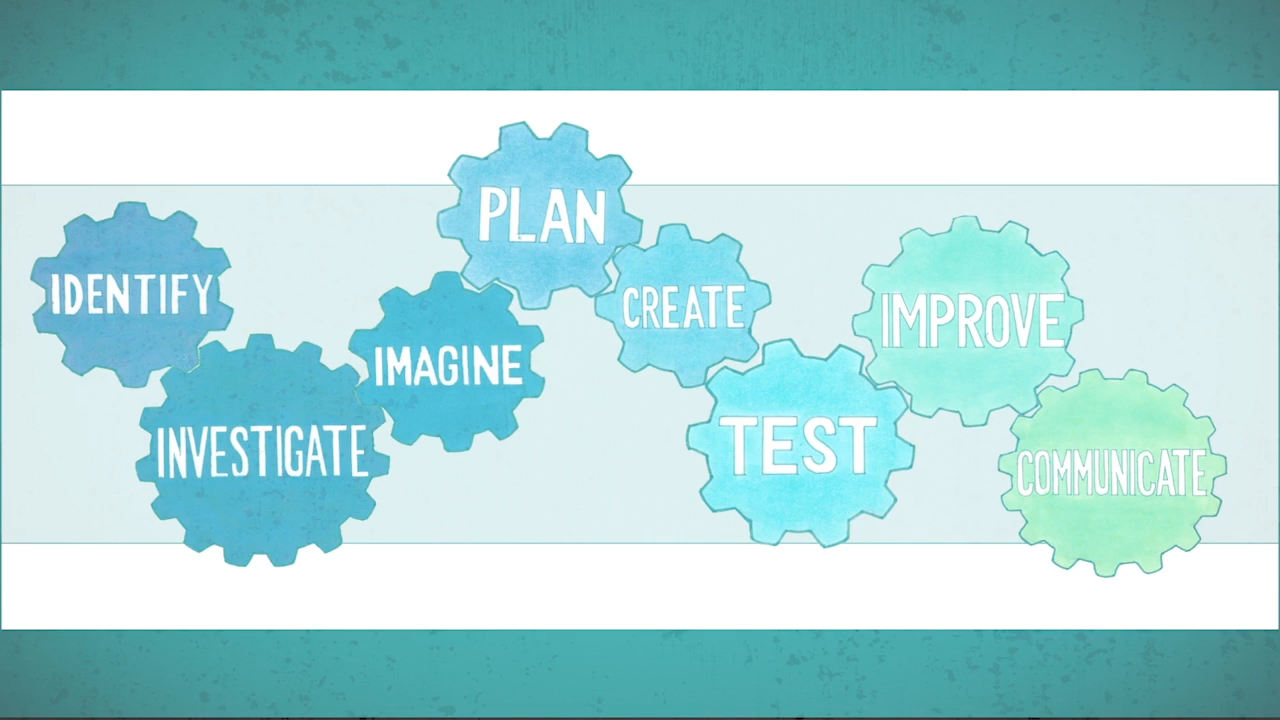 IDENTIFY
INVESTIGATE
IMAGINE
PLAN
CREATE
TEST
IMPROVE
COMMUNICATE